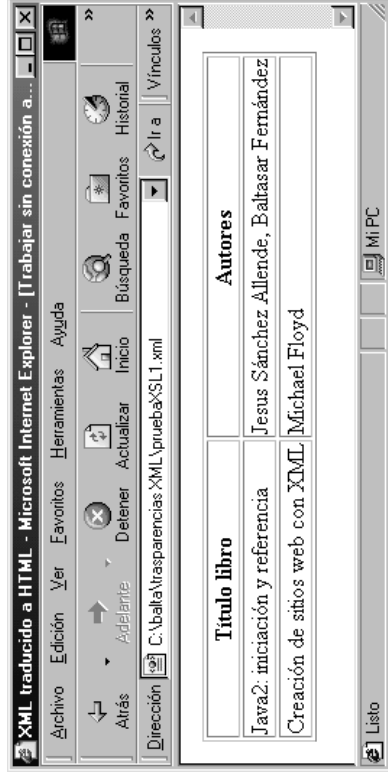 XML traducido a HTML - Microsoft Internet Explorer - [Trabajar sin conexión a...
Archivo Edición Ver Favoritos Herramientas Ayuda
Atrás Adelante Detener Actualizar Inicio Búsqueda Favoritos Historial »
Dirección C:\balta\trasparencias XML\pruebaXSL1.xml Ir a Vínculos »
Título libro Autores
Java2: iniciación y referencia Jesus Sánchez Allende, Baltasar Fernández
Creación de sitios web con XML Michael Floyd
Listo Mi PC